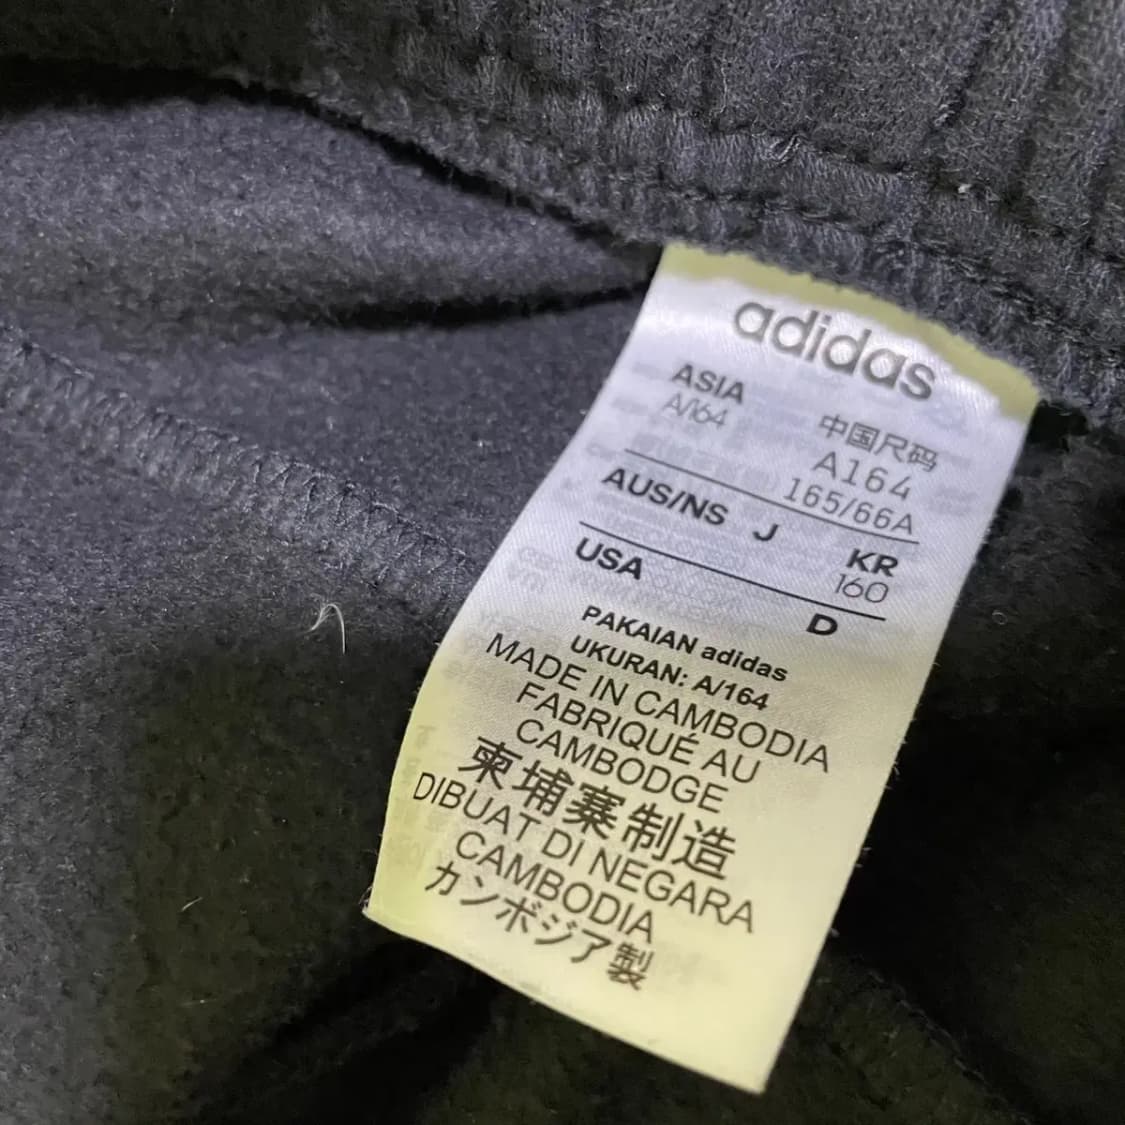 adidas
ASIA
A/164
中国尺码
A164
165/66A
AUS/NS J
KR
160
USA
D
PAKAIAN adidas
UKURAN: A/164
MADE IN CAMBODIA
FABRIQUÉ AU
CAMBODGE
柬埔寨制造
DIBUAT DI NEGARA
CAMBODIA
カンボジア製